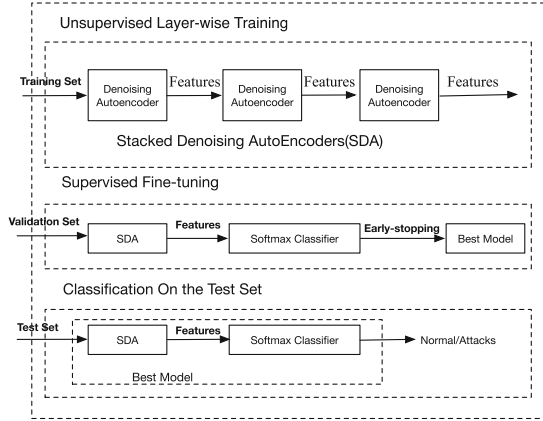 Unsupervised Layer-wise Training
Training Set
Denoising
Autoencoder
Features
Denoising
Autoencoder
Features
Denoising
Autoencoder
Features
Stacked Denoising AutoEncoders(SDA)
Supervised Fine-tuning
Validation Set
SDA
Features
Softmax Classifier
Early-stopping
Best Model
Classification On the Test Set
Test Set
SDA
Features
Softmax Classifier
Normal/Attacks
Best Model